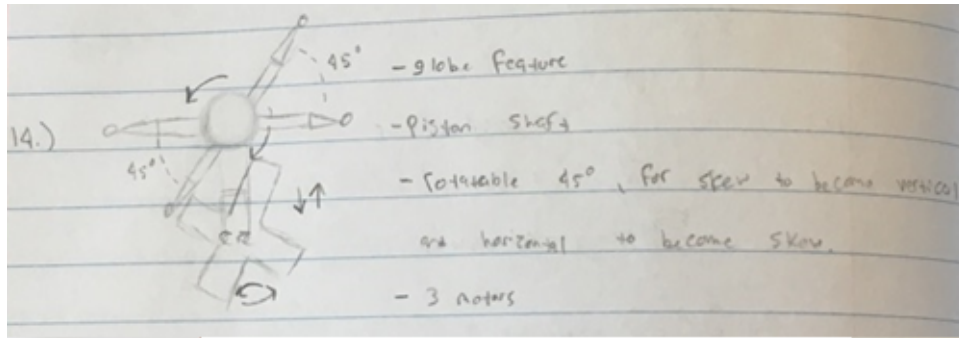 14.)
45°
45°
- globe feature
- Piston shaft
- rotatable 45°, for skew to become vertical
and horizontal to become skew.
- 3 motors